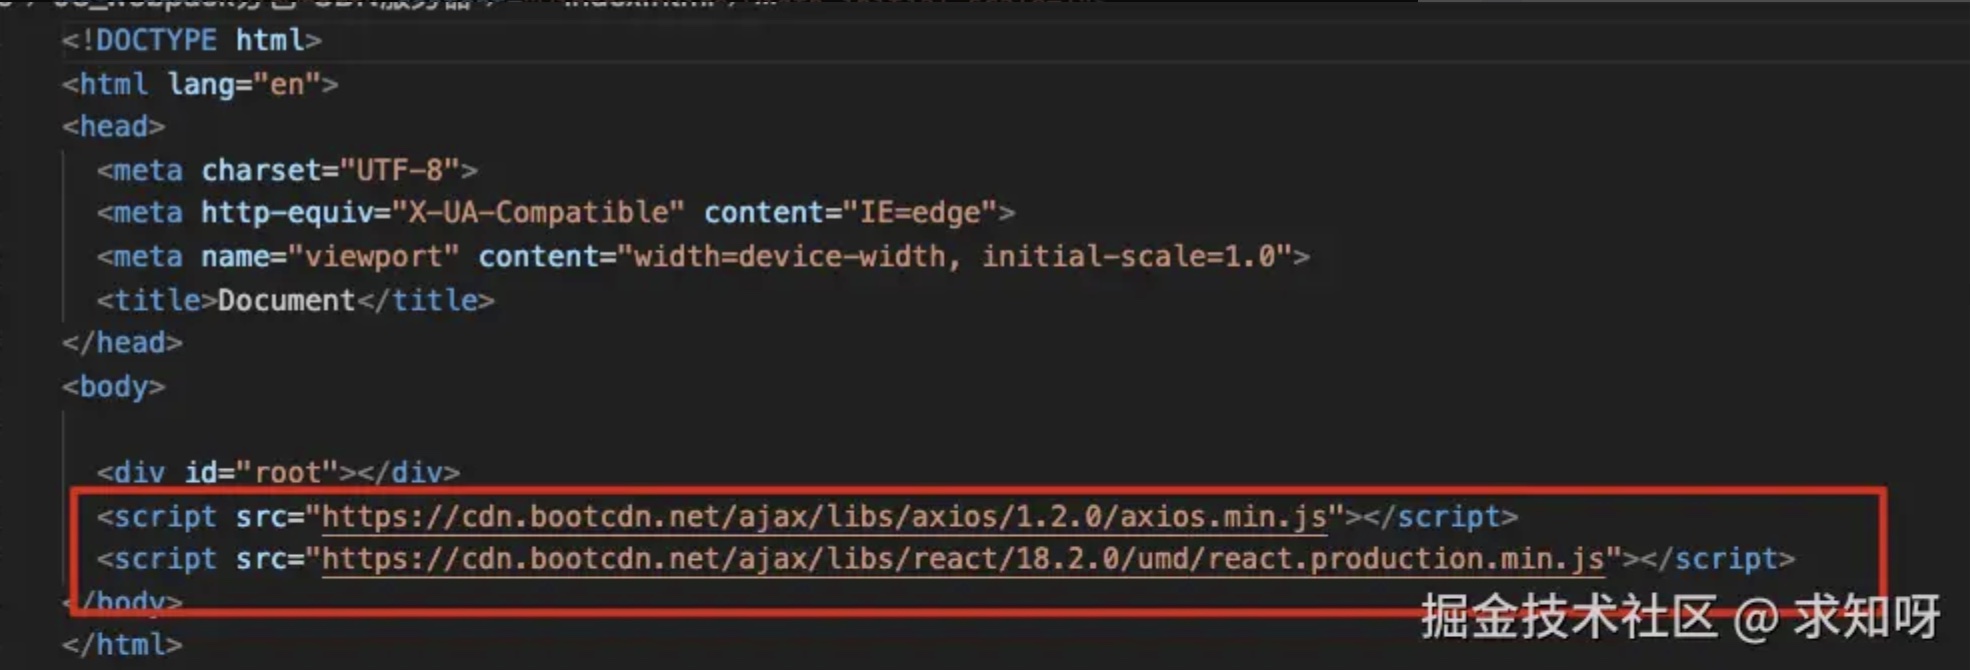 <!DOCTYPE html>
<html lang="en">
<head>
<meta charset="UTF-8">
<meta http-equiv="X-UA-Compatible" content="IE=edge">
<meta name="viewport" content="width=device-width, initial-scale=1.0">
<title>Document</title>
</head>
<body>
<div id="root"></div>
<script src="https://cdn.bootcdn.net/ajax/libs/axios/1.2.0/axios.min.js"></script>
<script src="https://cdn.bootcdn.net/ajax/libs/react/18.2.0/umd/react.production.min.js"></script>
</body>
</html>
掘金技术社区 @ 求知呀